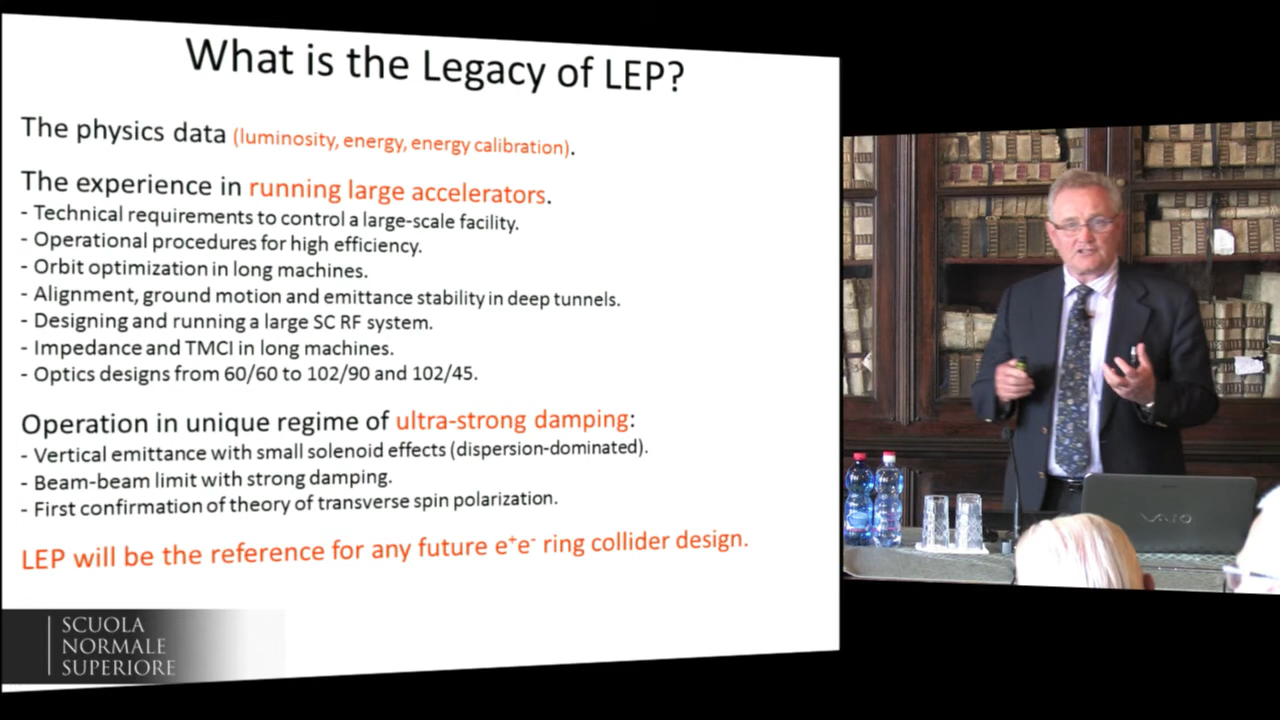 What is the Legacy of LEP?
The physics data (luminosity, energy, energy calibration).
The experience in running large accelerators.
- Technical requirements to control a large-scale facility.
- Operational procedures for high efficiency.
- Orbit optimization in long machines.
- Alignment, ground motion and emittance stability in deep tunnels.
- Designing and running a large SC RF system.
- Impedance and TMCI in long machines.
- Optics designs from 60/60 to 102/90 and 102/45.
Operation in unique regime of ultra-strong damping:
- Vertical emittance with small solenoid effects (dispersion-dominated).
- Beam-beam limit with strong damping.
- First confirmation of theory of transverse spin polarization.
LEP will be the reference for any future e⁺e⁻ ring collider design.
SCUOLA
NORMALE
SUPERIORE
VAIO